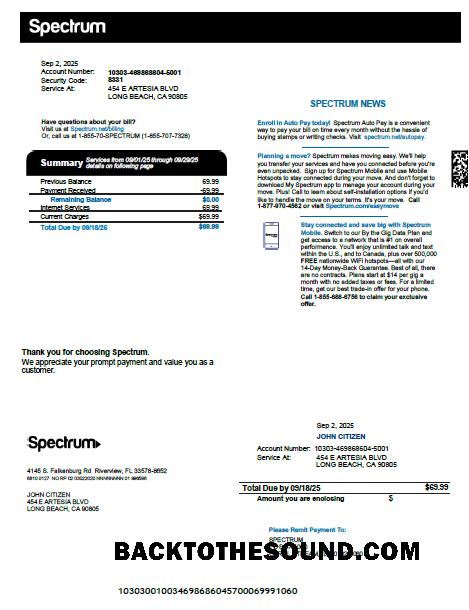 Spectrum
Sep 2, 2025
Account Number: 10303-469868604-5001
Security Code: 8331
Service At: 454 E ARTESIA BLVD
LONG BEACH, CA 90805
Have questions about your bill?
Visit us at Spectrum.net/billing
Or, call us at 1-855-70-SPECTRUM (1-855-707-7328)
Summary Services from 09/01/25 through 09/29/25
details on following page
Previous Balance 69.99
Payment Received -69.99
Remaining Balance $0.00
Internet Services 69.99
Current Charges $69.99
Total Due by 09/18/25 $69.99
SPECTRUM NEWS
Enroll in Auto Pay today! Spectrum Auto Pay is a convenient
way to pay your bill on time every month without the hassle of
buying stamps or writing checks. Visit spectrum.net/autopay.
Planning a move? Spectrum makes moving easy. We'll help
you transfer your services and have you connected before you're
even unpacked. Sign up for Spectrum Mobile and use Mobile
Hotspots to stay connected during your move. And don't forget to
download My Spectrum app to manage your account during your
move. Plus! Call to learn about self-installation options if you'd
like to handle the move on your terms. It's your move. Call
1-877-970-4562 or visit Spectrum.com/easymove
Stay connected and save big with Spectrum
Mobile. Switch to our By the Gig Data Plan and
get access to a network that is #1 on overall
performance. You'll enjoy unlimited talk and text
within the U.S., and to Canada, plus over 500,000
FREE nationwide WiFi hotspots—all with our
14-Day Money-Back Guarantee. Best of all, there
are no contracts. Plans start at $14 per gig a
month with no added taxes or fees. For a limited
time, get our best trade-in offer for your phone.
Call 1-855-688-6756 to claim your exclusive
offer.
Thank you for choosing Spectrum.
We appreciate your prompt payment and value you as a
customer.
Spectrum
4145 S. Falkenburg Rd Riverview, FL 33578-8652
JOHN CITIZEN
454 E ARTESIA BLVD
LONG BEACH, CA 90805
Sep 2, 2025
JOHN CITIZEN
Account Number: 10303-469868604-5001
Service At: 454 E ARTESIA BLVD
LONG BEACH, CA 90805
Total Due by 09/18/25 $69.99
Amount you are enclosing $
Please Remit Payment To:
SPECTRUM
BACKTOTHESOUND.COM
1030300100346986860457000699910​60